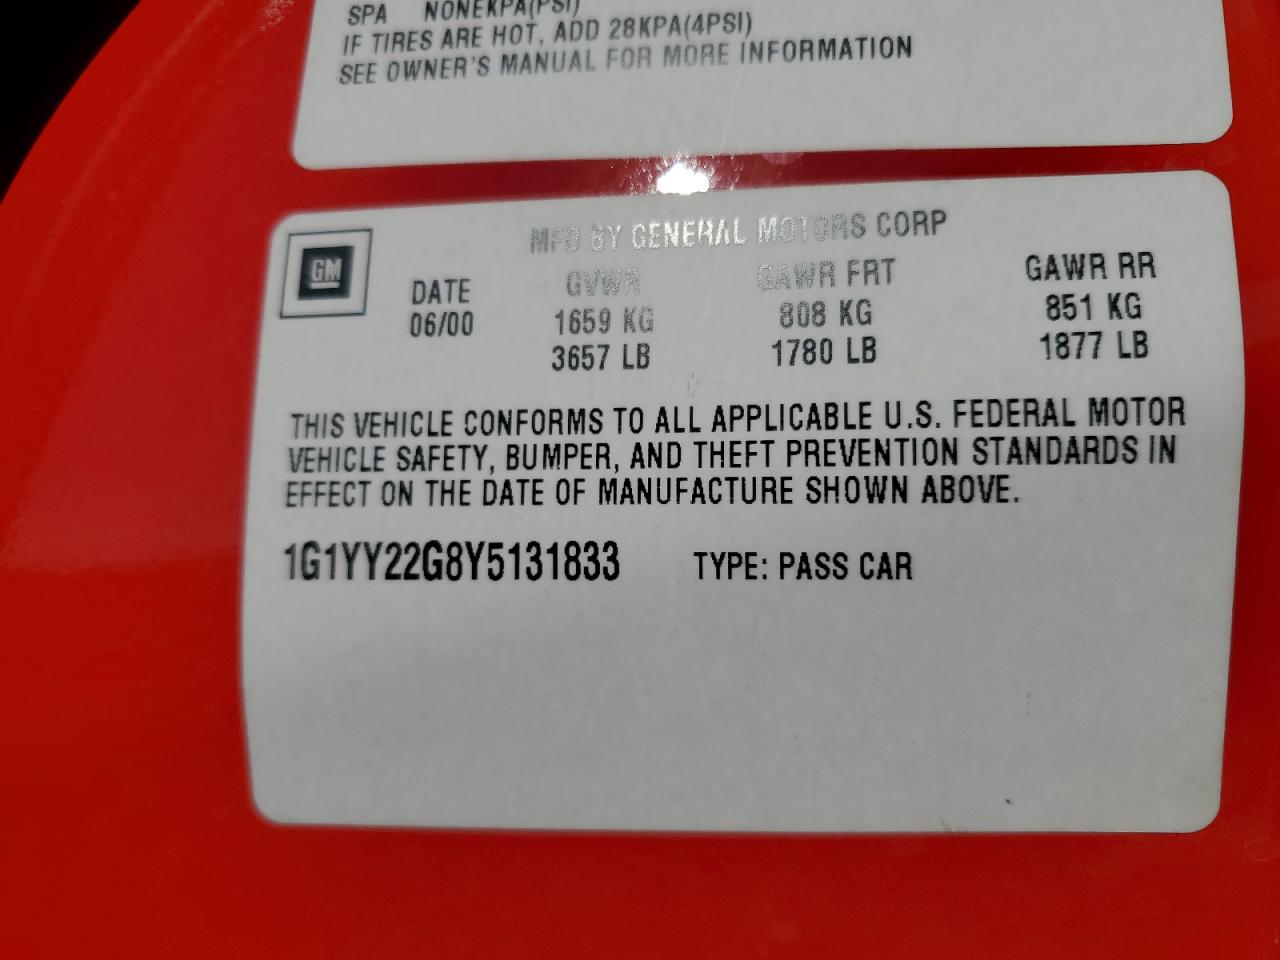 SPA NONEKPA(PSI)
IF TIRES ARE HOT, ADD 28KPA(4PSI)
SEE OWNER'S MANUAL FOR MORE INFORMATION
MFD BY GENERAL MOTORS CORP
GM
DATE GVWR GAWR FRT GAWR RR
06/00 1659 KG 808 KG 851 KG
3657 LB 1780 LB 1877 LB
THIS VEHICLE CONFORMS TO ALL APPLICABLE U.S. FEDERAL MOTOR
VEHICLE SAFETY, BUMPER, AND THEFT PREVENTION STANDARDS IN
EFFECT ON THE DATE OF MANUFACTURE SHOWN ABOVE.
1G1YY22G8Y5131833 TYPE: PASS CAR